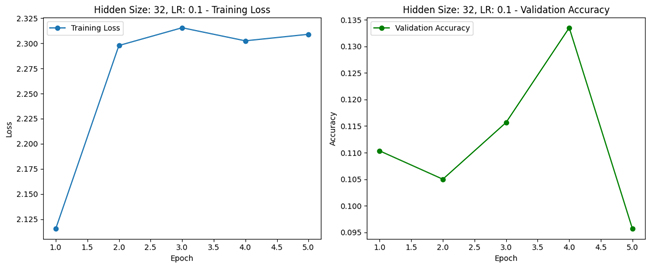 Hidden Size: 32, LR: 0.1 - Training Loss
Training Loss
Loss
2.325
2.300
2.275
2.250
2.225
2.200
2.175
2.150
2.125
1.0 1.5 2.0 2.5 3.0 3.5 4.0 4.5 5.0
Epoch
Hidden Size: 32, LR: 0.1 - Validation Accuracy
Validation Accuracy
Accuracy
0.135
0.130
0.125
0.120
0.115
0.110
0.105
0.100
0.095
1.0 1.5 2.0 2.5 3.0 3.5 4.0 4.5 5.0
Epoch